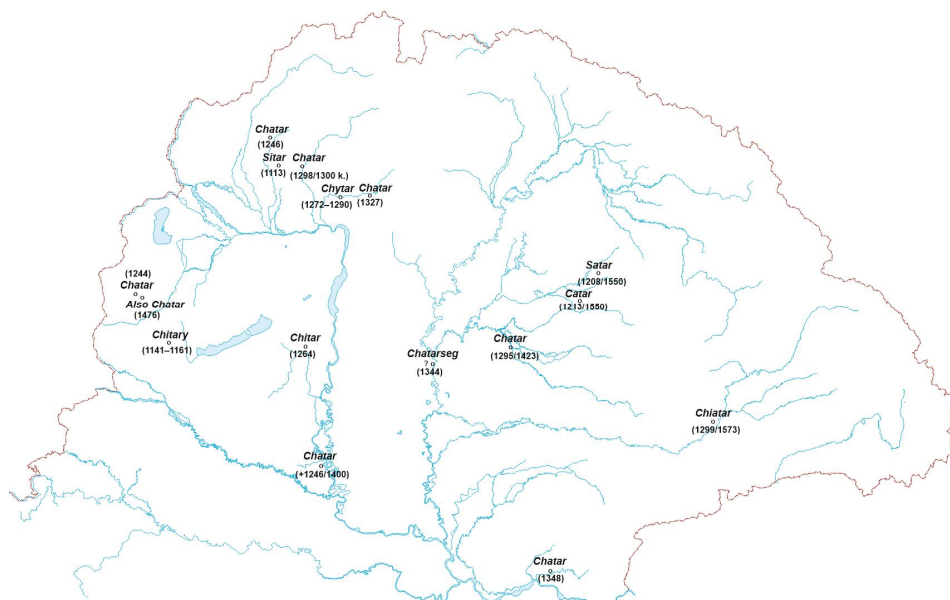 Chatar
(1246)
Sitar
(1113)
Chatar
(1298/1300 k.)
Chytar
(1272–1290)
Chatar
(1327)
(1244)
Chatar
Also Chatar
(1476)
Chitary
(1141–1161)
Chitar
(1264)
Satar
(1208/1550)
Catar
(1213/1550)
Chatar
(1295/1423)
Chatarseg
?
(1344)
Chiatar
(1299/1573)
Chatar
(+1246/1400)
Chatar
(1348)